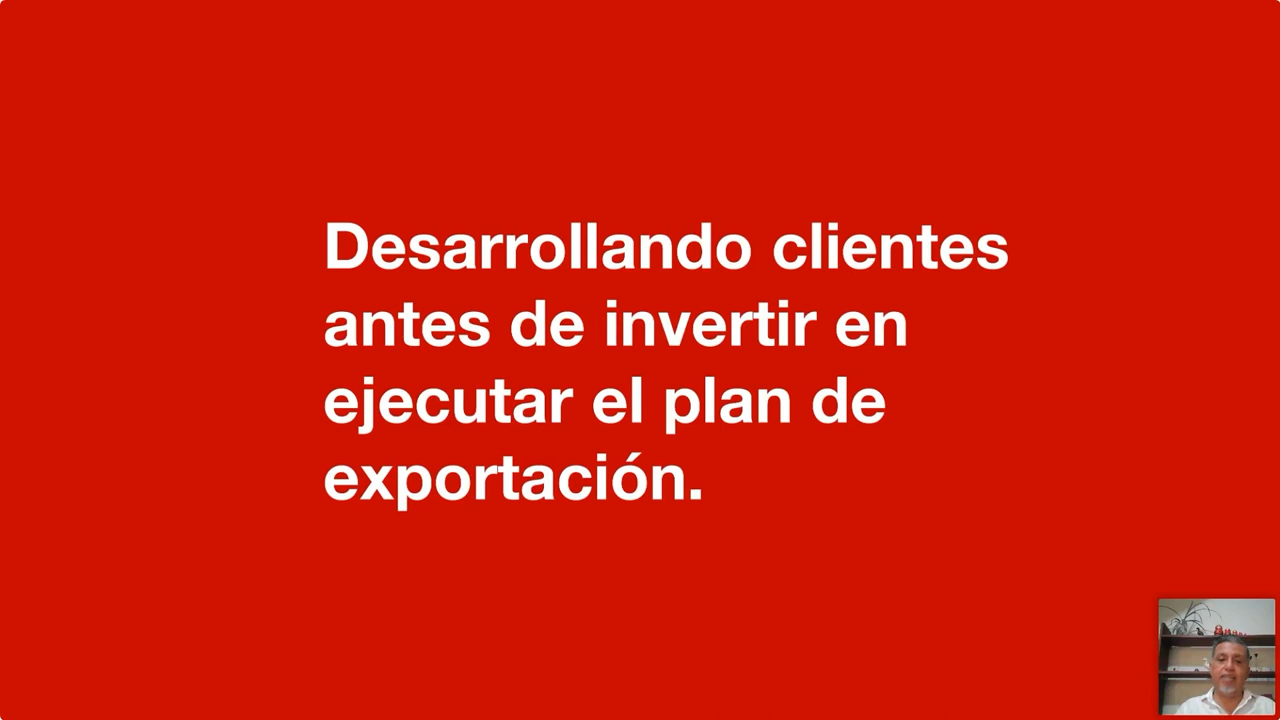 Desarrollando clientes
antes de invertir en
ejecutar el plan de
exportación.